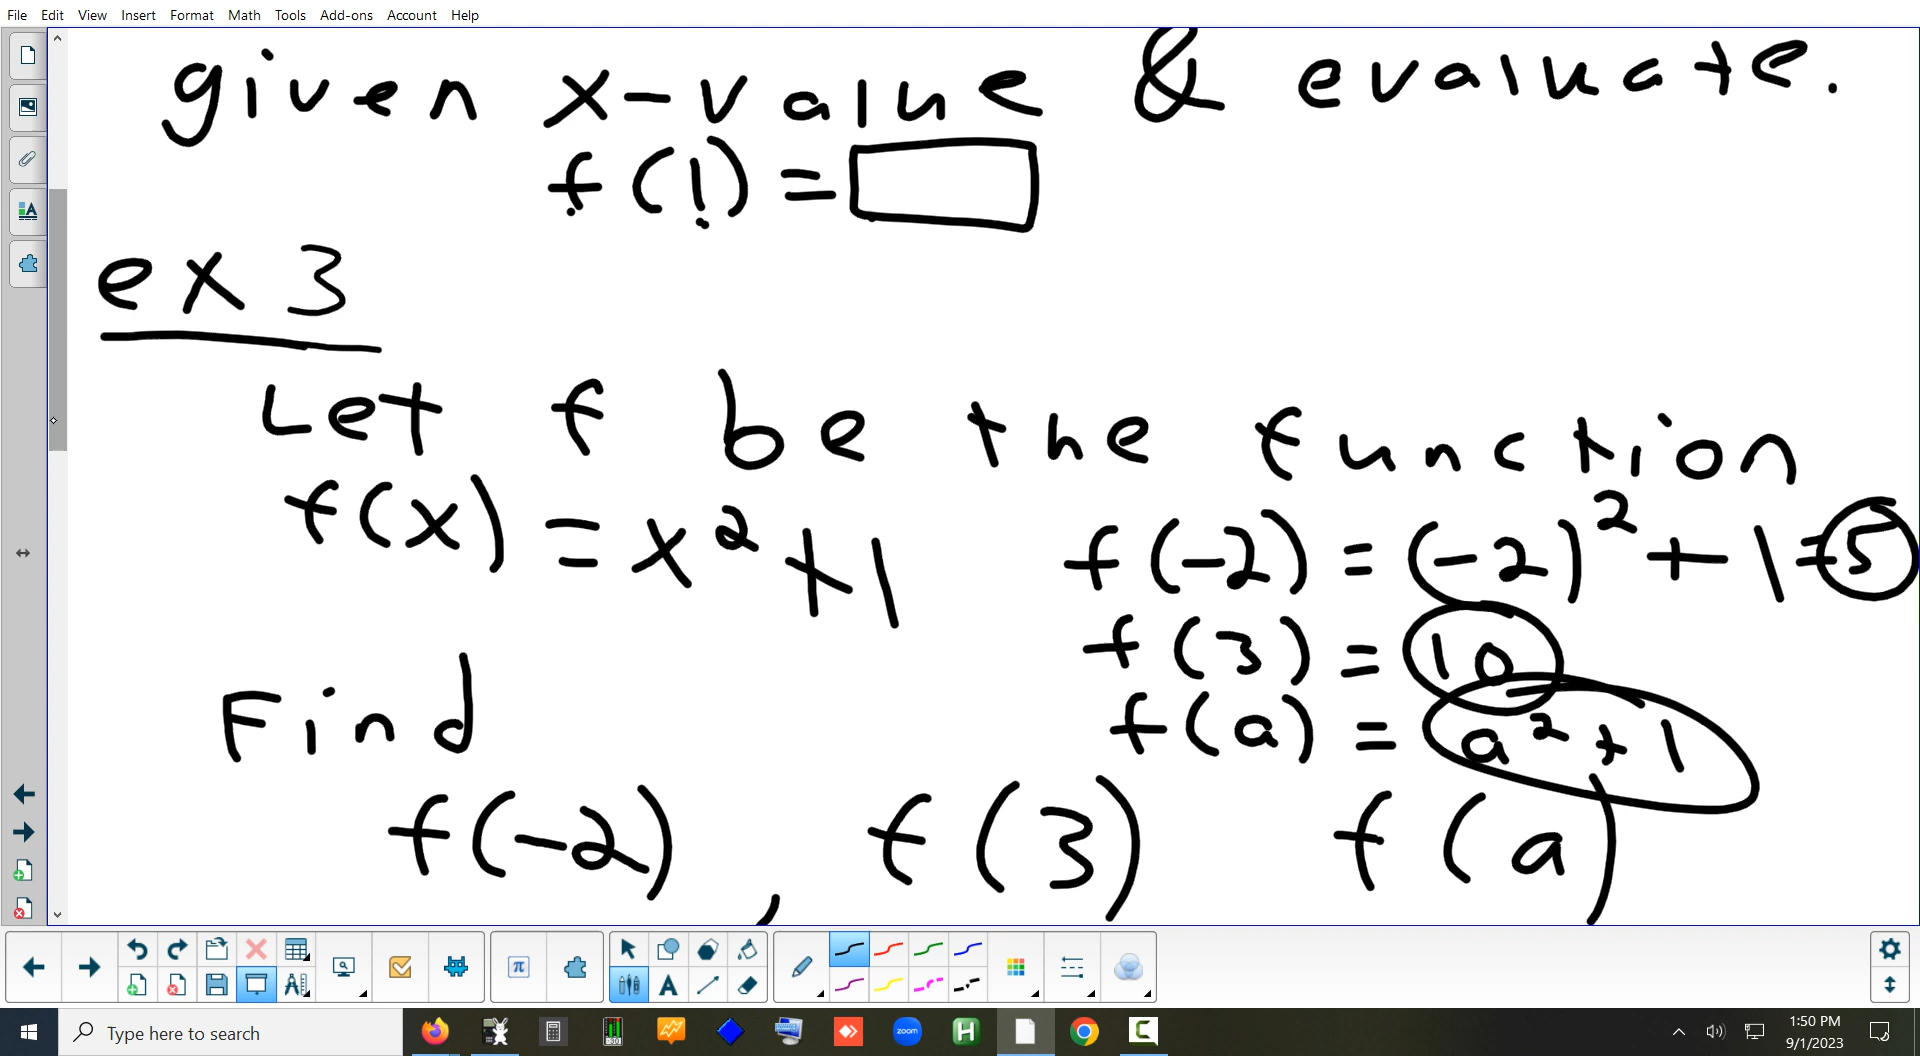 File Edit View Insert Format Math Tools Add-ons Account Help
given x-value & evaluate.
f(1) =
ex 3
Let f be the function
f(x) = x² + 1
f(-2) = (-2)² + 1 = 5
f(3) = 10
f(a) = a² + 1
Find
f(-2), f(3) f(a)
π
A
Type here to search
zoom
H
C
1:50 PM
9/1/2023